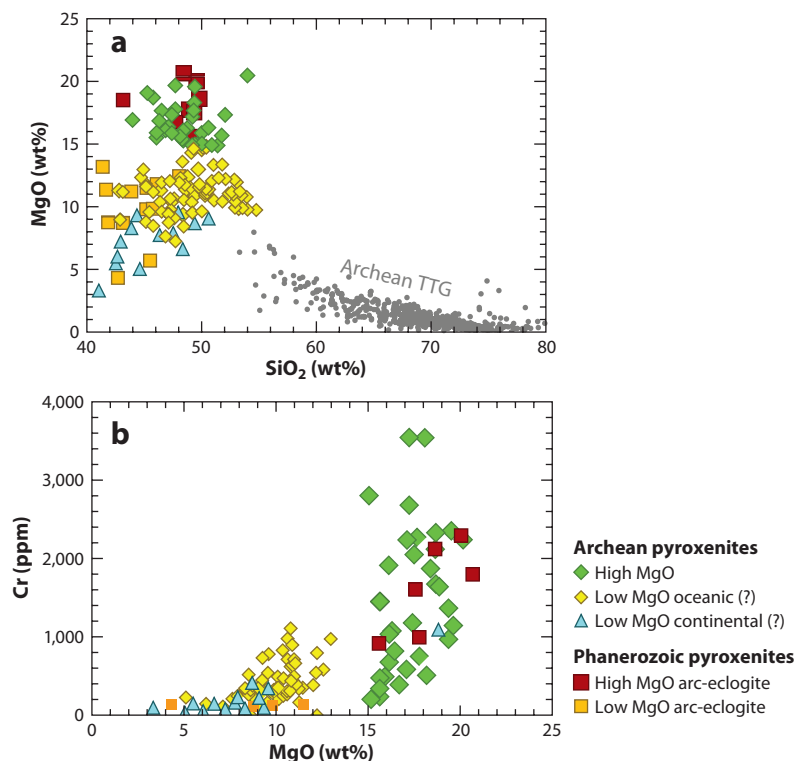 a
25
20
15
10
5
0
MgO (wt%)
Archean TTG
40 50 60 70 80
SiO₂ (wt%)
b
4,000
3,000
2,000
1,000
0
Cr (ppm)
0 5 10 15 20 25
MgO (wt%)
Archean pyroxenites
High MgO
Low MgO oceanic (?)
Low MgO continental (?)
Phanerozoic pyroxenites
High MgO arc-eclogite
Low MgO arc-eclogite